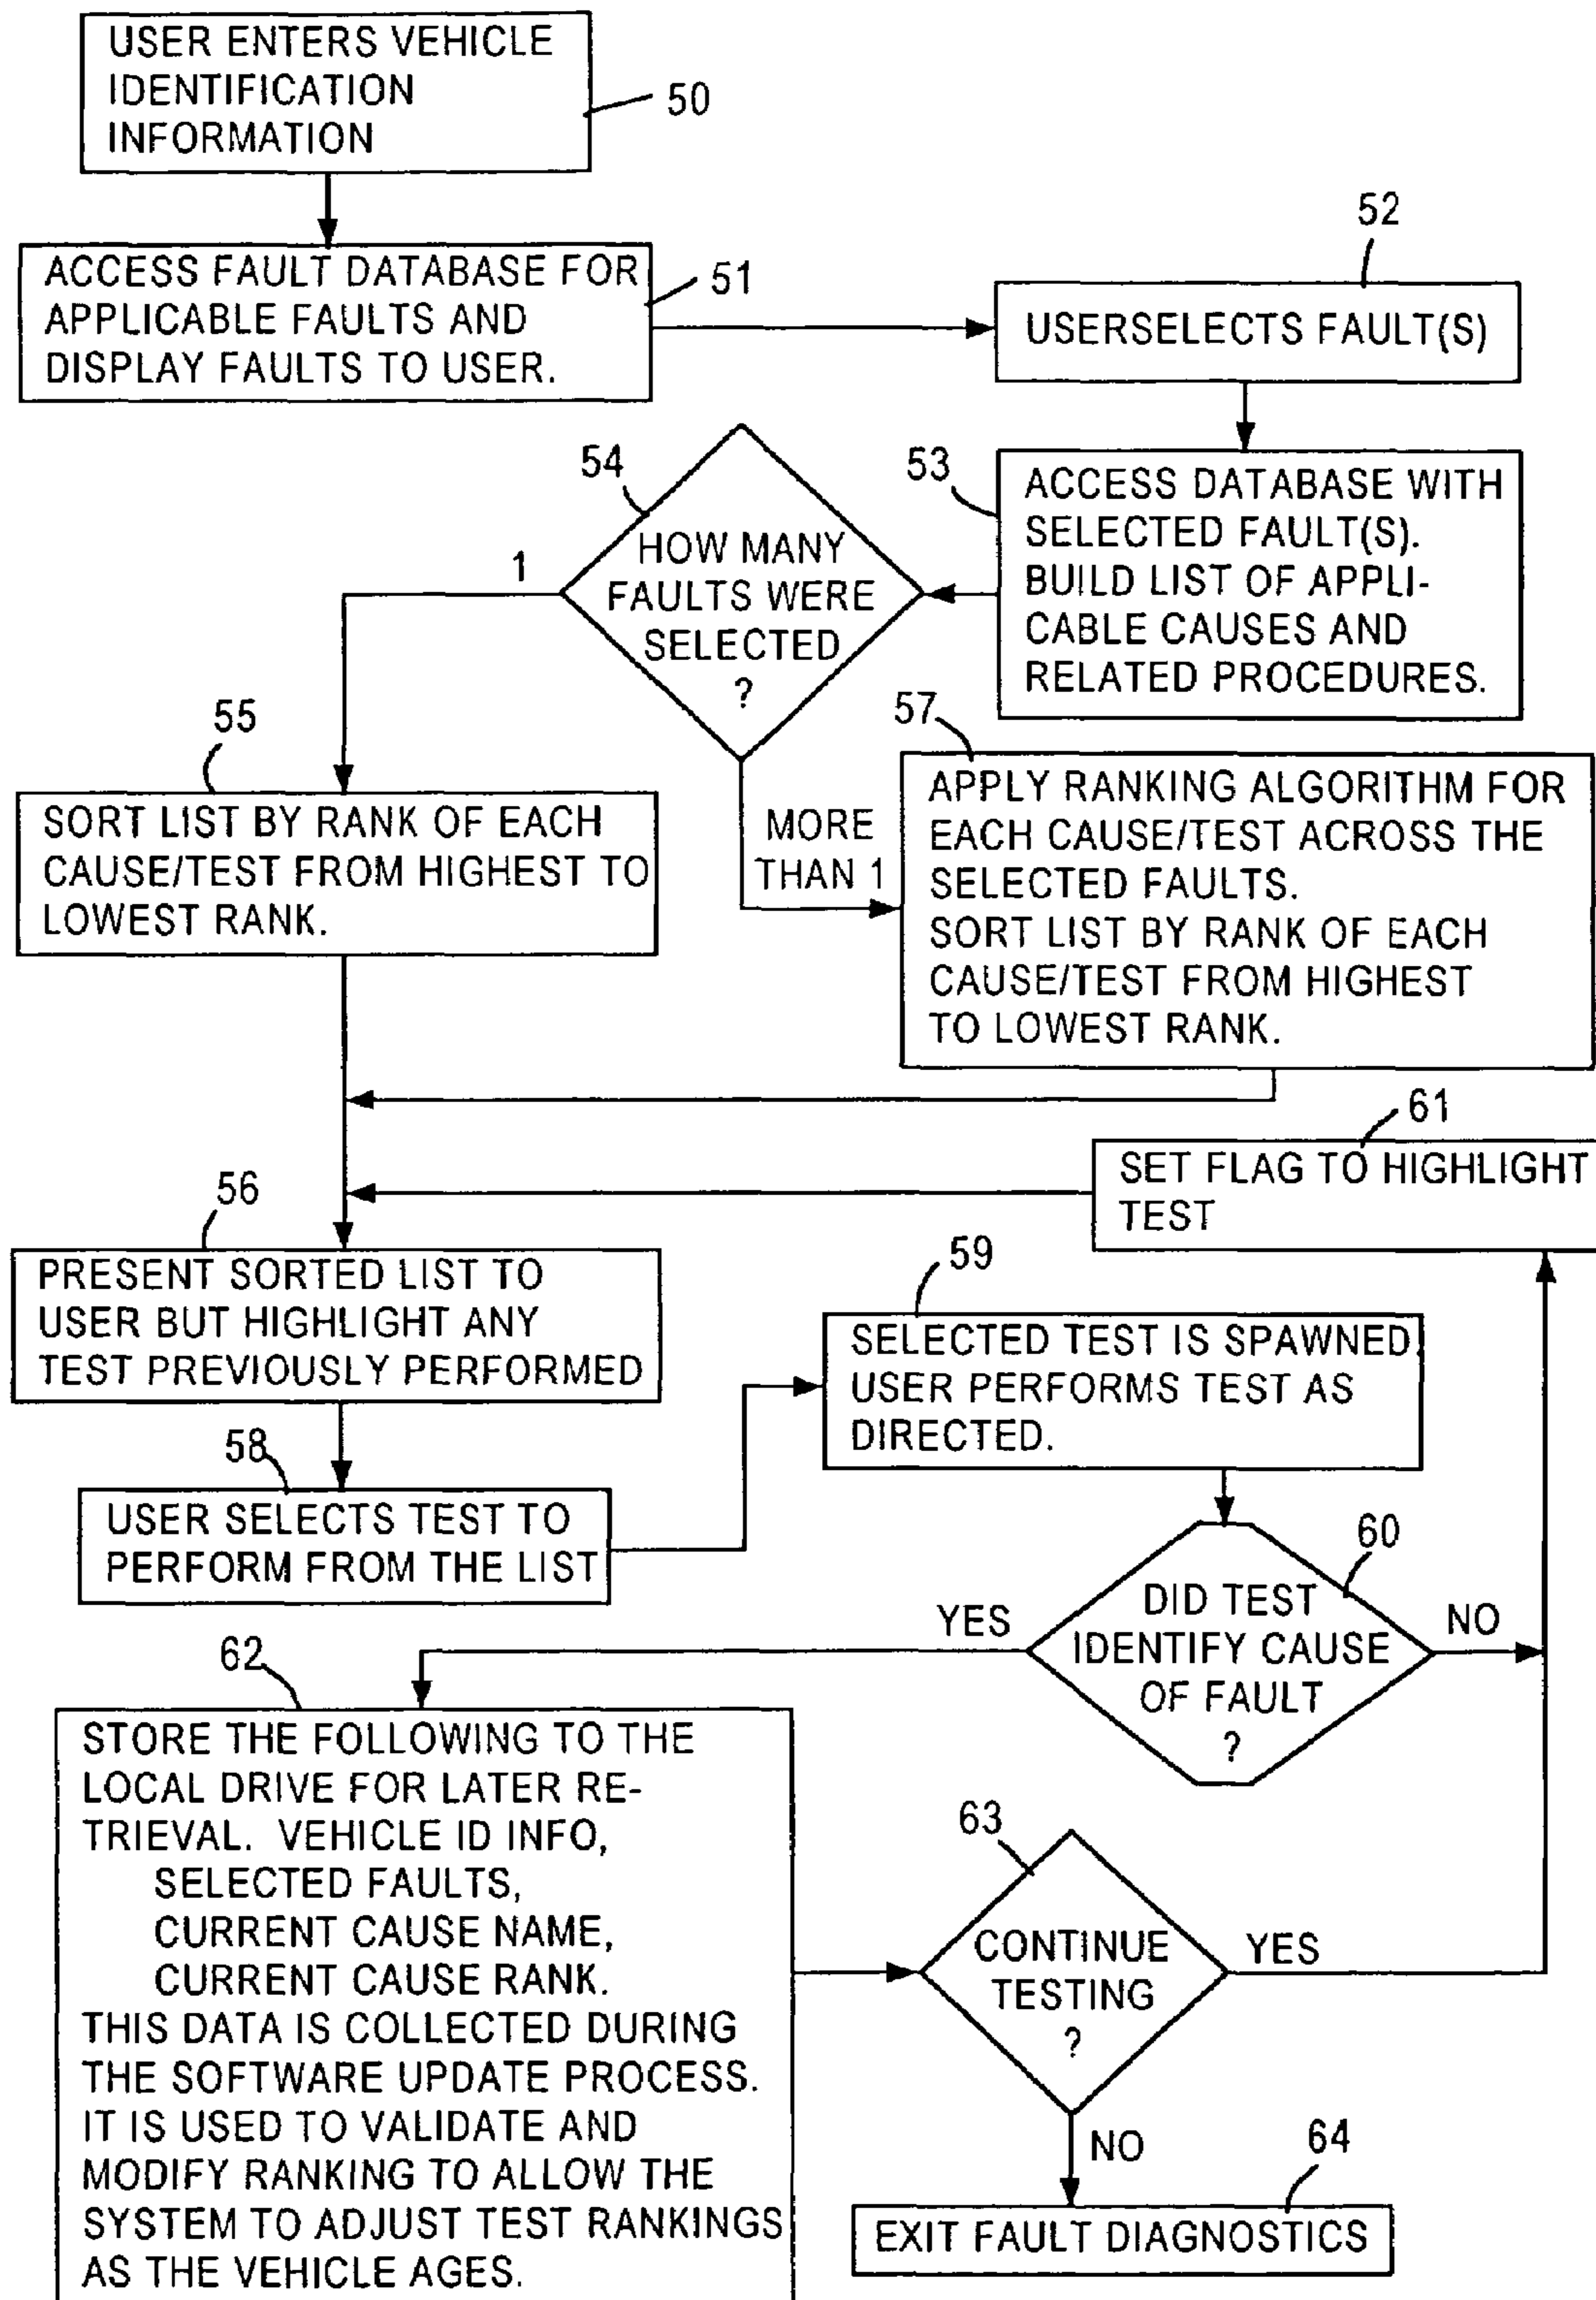 USER ENTERS VEHICLE
IDENTIFICATION
INFORMATION
50
ACCESS FAULT DATABASE FOR
APPLICABLE FAULTS AND
DISPLAY FAULTS TO USER.
51
52
USERSELECTS FAULT(S)
53
ACCESS DATABASE WITH
SELECTED FAULT(S).
BUILD LIST OF APPLI-
CABLE CAUSES AND
RELATED PROCEDURES.
54
HOW MANY
FAULTS WERE
SELECTED
?
1
MORE
THAN 1
55
SORT LIST BY RANK OF EACH
CAUSE/TEST FROM HIGHEST TO
LOWEST RANK.
57
APPLY RANKING ALGORITHM FOR
EACH CAUSE/TEST ACROSS THE
SELECTED FAULTS.
SORT LIST BY RANK OF EACH
CAUSE/TEST FROM HIGHEST
TO LOWEST RANK.
61
SET FLAG TO HIGHLIGHT
TEST
56
PRESENT SORTED LIST TO
USER BUT HIGHLIGHT ANY
TEST PREVIOUSLY PERFORMED
58
USER SELECTS TEST TO
PERFORM FROM THE LIST
59
SELECTED TEST IS SPAWNED
USER PERFORMS TEST AS
DIRECTED.
60
DID TEST
IDENTIFY CAUSE
OF FAULT
?
YES
NO
62
STORE THE FOLLOWING TO THE
LOCAL DRIVE FOR LATER RE-
TRIEVAL. VEHICLE ID INFO,
SELECTED FAULTS,
CURRENT CAUSE NAME,
CURRENT CAUSE RANK.
THIS DATA IS COLLECTED DURING
THE SOFTWARE UPDATE PROCESS.
IT IS USED TO VALIDATE AND
MODIFY RANKING TO ALLOW THE
SYSTEM TO ADJUST TEST RANKINGS
AS THE VEHICLE AGES.
63
CONTINUE
TESTING
?
YES
NO
64
EXIT FAULT DIAGNOSTICS